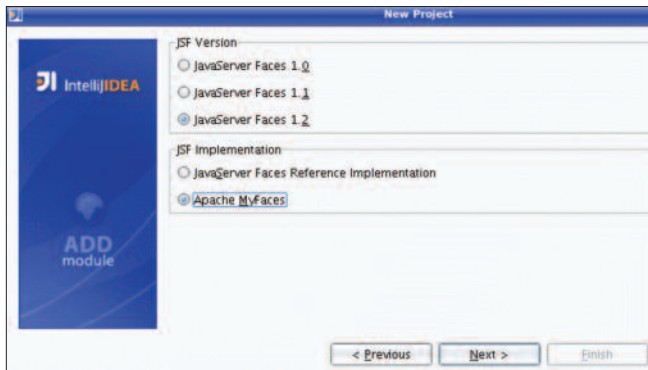 New Project
IntelliJIDEA
ADD
module
JSF Version
JavaServer Faces 1.0
JavaServer Faces 1.1
JavaServer Faces 1.2
JSF Implementation
JavaServer Faces Reference Implementation
Apache MyFaces
< Previous
Next >
Finish